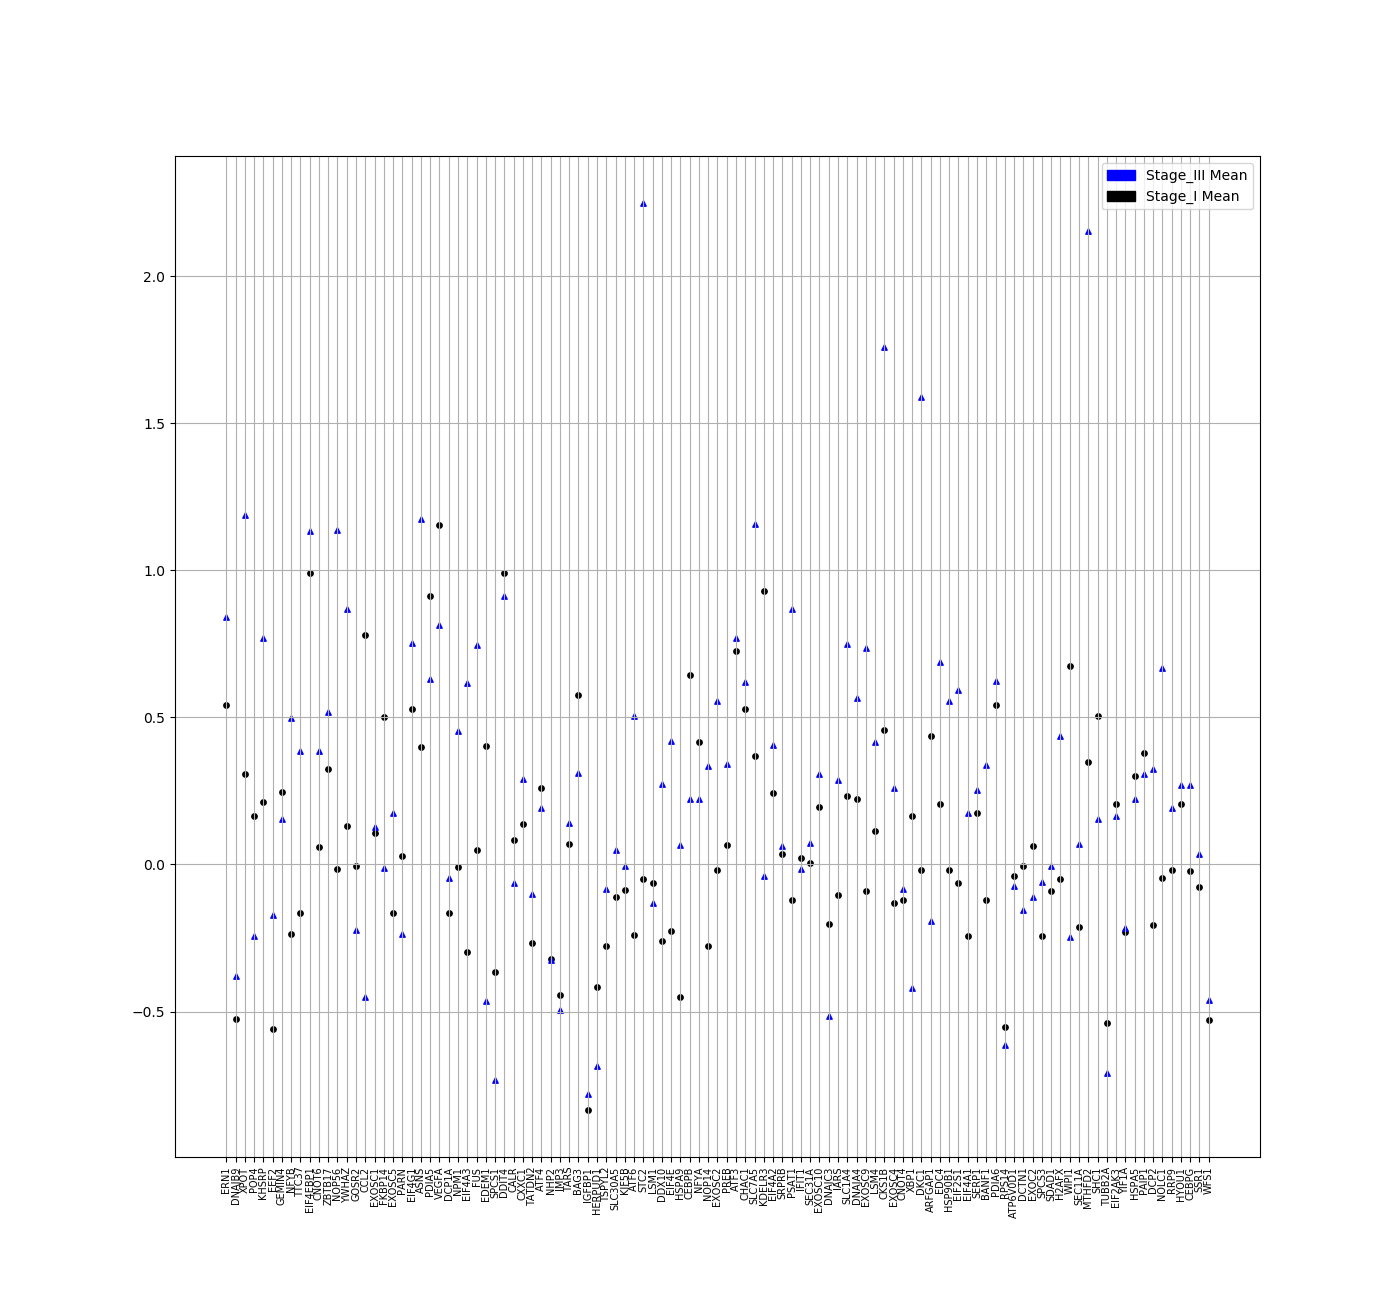 2.0
1.5
1.0
0.5
0.0
−0.5
Stage_III Mean
Stage_I Mean
ERN1
DNAJB9
XPOT
POP4
KHSRP
EEF2
GEMIN4
NFYB
TTC37
EIF4EBP1
CNOT6
ZBTB17
NOP56
YWHAZ
GOSR2
CCL2
EXOSC1
FKBP14
EXOSC5
PARN
EIF4G1
ASNS
PDIA5
VEGFA
DCP1A
NPM1
EIF4A3
FUS
EDEM1
SPCS1
DDIT4
CALR
CXXC1
TATDN2
ATF4
NHP2
IMP3
TARS
BAG3
IGFBP1
HERPUD1
TSPYL2
SLC30A5
KIF5B
ATF6
STC2
LSM1
DDX10
EIF4E
HSPA9
CEBPB
NFYA
NOP14
EXOSC2
PREB
ATF3
CHAC1
SLC7A5
KDELR3
EIF4A2
SRPRB
PSAT1
IFIT1
SEC31A
EXOSC10
DNAJC3
IARS
SLC1A4
DNAJA4
EXOSC9
LSM4
CKS1B
EXOSC4
CNOT4
XBP1
DKC1
ARFGAP1
EDC4
HSP90B1
EIF2S1
EIF4A1
SERP1
BANF1
PDIA6
RPS14
ATP6V0D1
DCTN1
EXOC2
SPCS3
SDAD1
H2AFX
WIPI1
SEC11A
MTHFD2
SHC1
TUBB2A
EIF2AK3
YIF1A
HSPA5
PAIP1
DCP2
NOLC1
RRP9
HYOU1
CEBPG
SSR1
WFS1